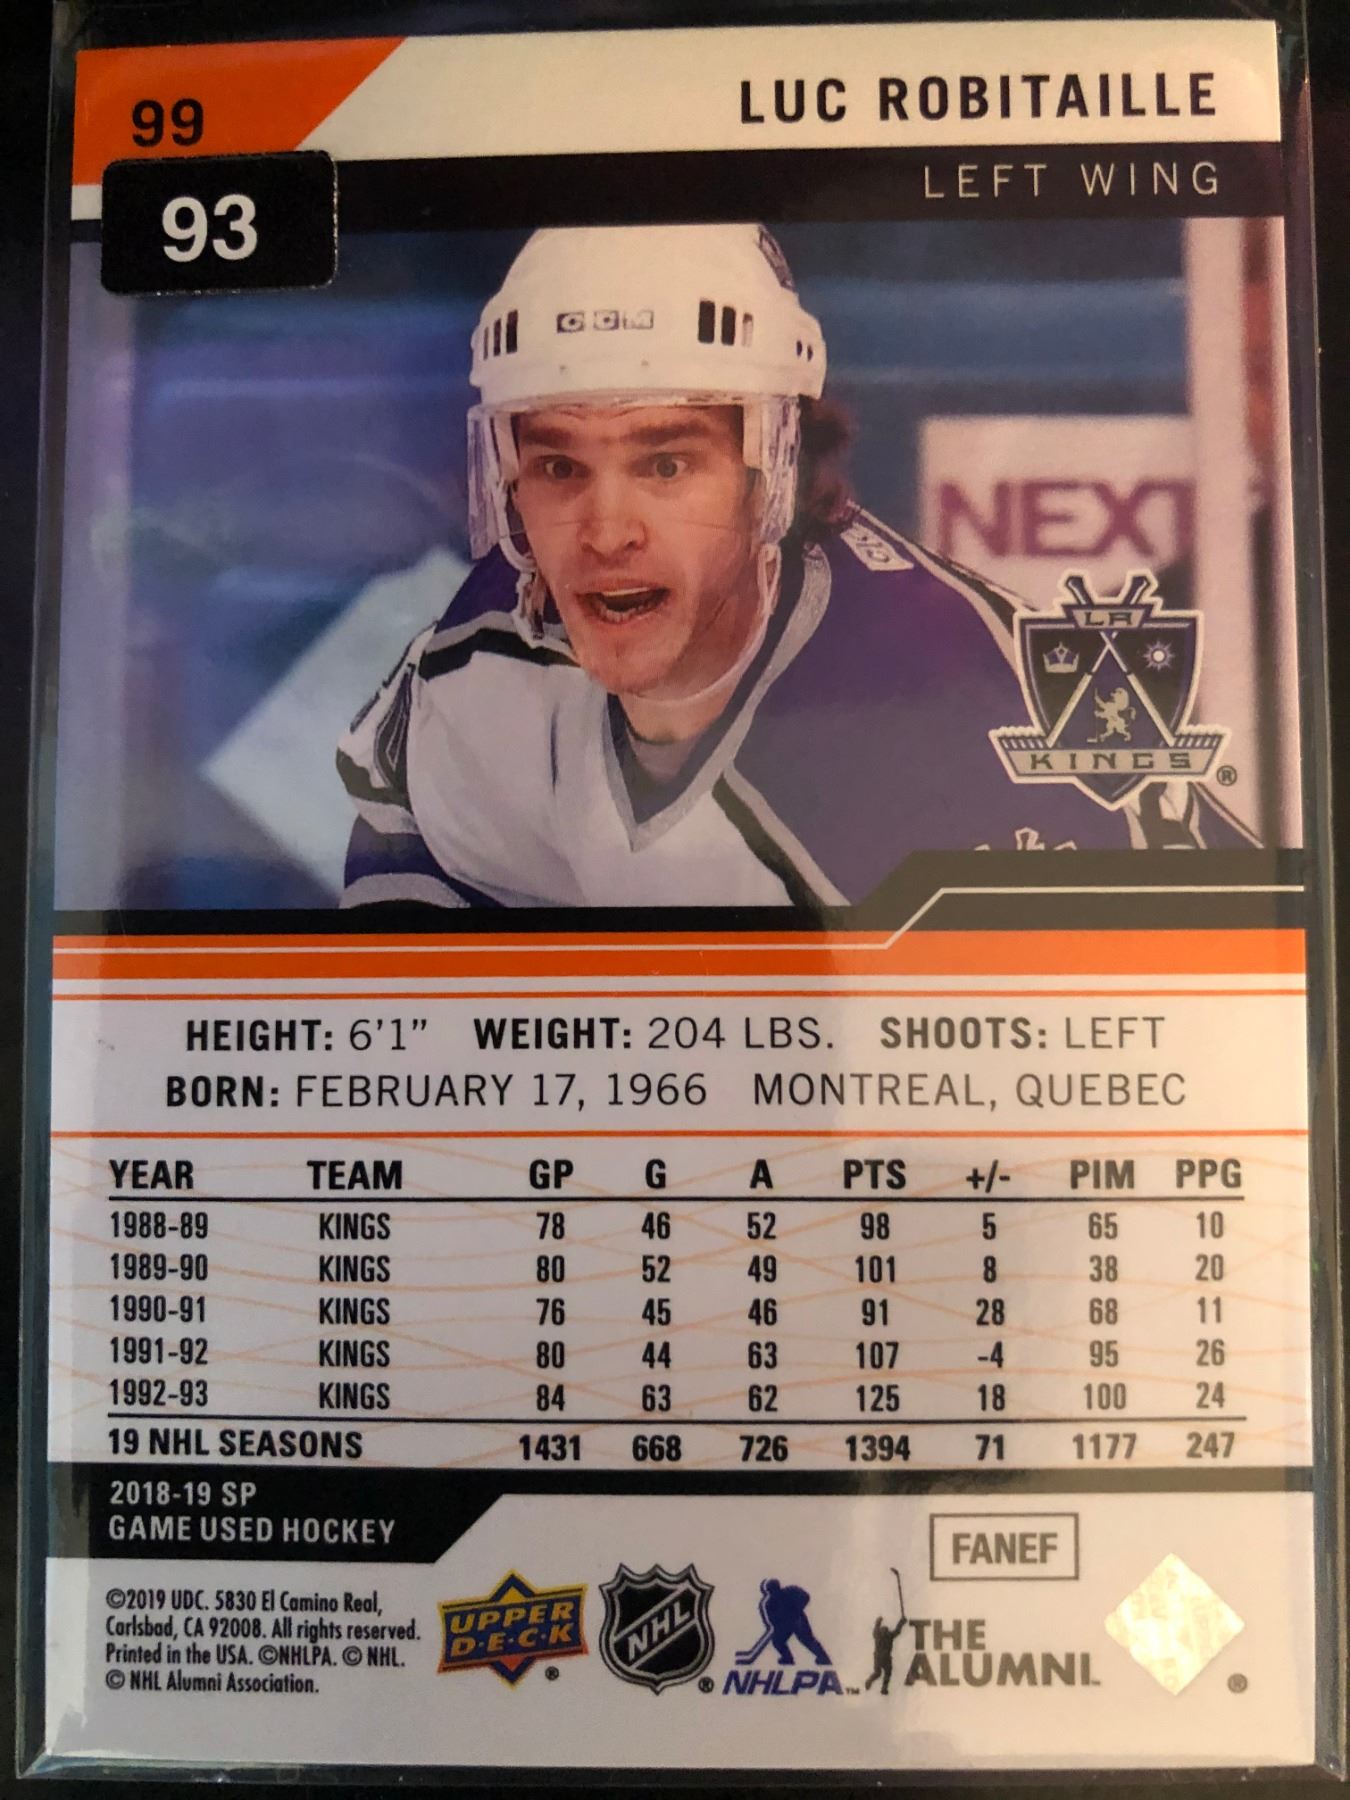 99
LUC ROBITAILLE
LEFT WING
93
CCM
NEXT
LA
KINGS ®
HEIGHT: 6'1" WEIGHT: 204 LBS. SHOOTS: LEFT
BORN: FEBRUARY 17, 1966 MONTREAL, QUEBEC
YEAR TEAM GP G A PTS +/- PIM PPG
1988-89 KINGS 78 46 52 98 5 65 10
1989-90 KINGS 80 52 49 101 8 38 20
1990-91 KINGS 76 45 46 91 28 68 11
1991-92 KINGS 80 44 63 107 -4 95 26
1992-93 KINGS 84 63 62 125 18 100 24
19 NHL SEASONS 1431 668 726 1394 71 1177 247
2018-19 SP
GAME USED HOCKEY
FANEF
©2019 UDC. 5830 El Camino Real,
Carlsbad, CA 92008. All rights reserved.
Printed in the USA. ©NHLPA. © NHL.
© NHL Alumni Association.
UPPER
D·E·C·K ®
NHL ®
NHLPA™
THE
ALUMNI.
®